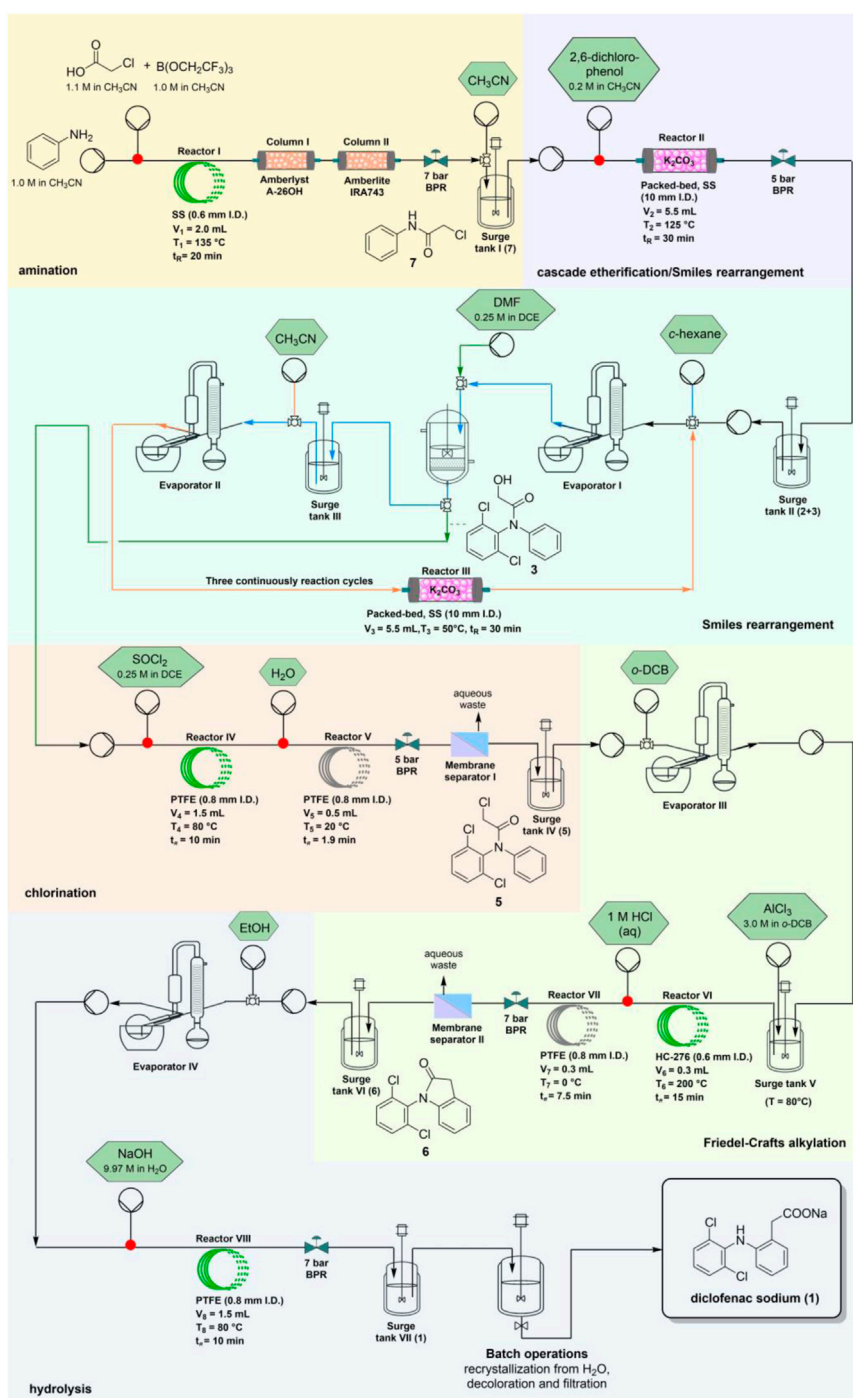 O
HO
Cl
+ B(OCH₂CF₃)₃
1.1 M in CH₃CN
1.0 M in CH₃CN
NH₂
1.0 M in CH₃CN
Reactor I
SS (0.6 mm I.D.)
V₁ = 2.0 mL
T₁ = 135 °C
tR= 20 min
Column I
Amberlyst
A-26OH
Column II
Amberlite
IRA743
7 bar
BPR
CH₃CN
H
N
Cl
O
7
Surge
tank I (7)
amination
2,6-dichloro-
phenol
0.2 M in CH₃CN
Reactor II
K₂CO₃
Packed-bed, SS
(10 mm I.D.)
V₂ = 5.5 mL
T₂ = 125 °C
tR = 30 min
5 bar
BPR
cascade etherification/Smiles rearrangement
CH₃CN
DMF
0.25 M in DCE
c-hexane
Evaporator II
Surge
tank III
Evaporator I
Surge
tank II (2+3)
OH
Cl
O
N
Cl
3
Three continuously reaction cycles
Reactor III
K₂CO₃
Packed-bed, SS (10 mm I.D.)
V₃ = 5.5 mL,T₃ = 50°C, tR = 30 min
Smiles rearrangement
SOCl₂
0.25 M in DCE
H₂O
Reactor IV
PTFE (0.8 mm I.D.)
V₄ = 1.5 mL
T₄ = 80 °C
tR = 10 min
Reactor V
PTFE (0.8 mm I.D.)
V₅ = 0.5 mL
T₅ = 20 °C
tR = 1.9 min
5 bar
BPR
aqueous
waste
Membrane
separator I
Surge
tank IV (5)
Cl
Cl
O
N
Cl
5
chlorination
o-DCB
Evaporator III
AlCl₃
3.0 M in o-DCB
1 M HCl
(aq)
Surge tank V
(T = 80°C)
Reactor VI
HC-276 (0.6 mm I.D.)
V₆ = 0.3 mL
T₆ = 200 °C
tR = 15 min
Reactor VII
PTFE (0.8 mm I.D.)
V₇ = 0.3 mL
T₇ = 0 °C
tR = 7.5 min
7 bar
BPR
aqueous
waste
Membrane
separator II
Surge
tank VI (6)
O
Cl
N
Cl
6
Friedel-Crafts alkylation
EtOH
Evaporator IV
NaOH
9.97 M in H₂O
Reactor VIII
PTFE (0.8 mm I.D.)
V₈ = 1.5 mL
T₈ = 80 °C
tR = 10 min
7 bar
BPR
Surge
tank VII (1)
Batch operations
recrystallization from H₂O,
decoloration and filtration
COONa
Cl
H
N
Cl
diclofenac sodium (1)
hydrolysis